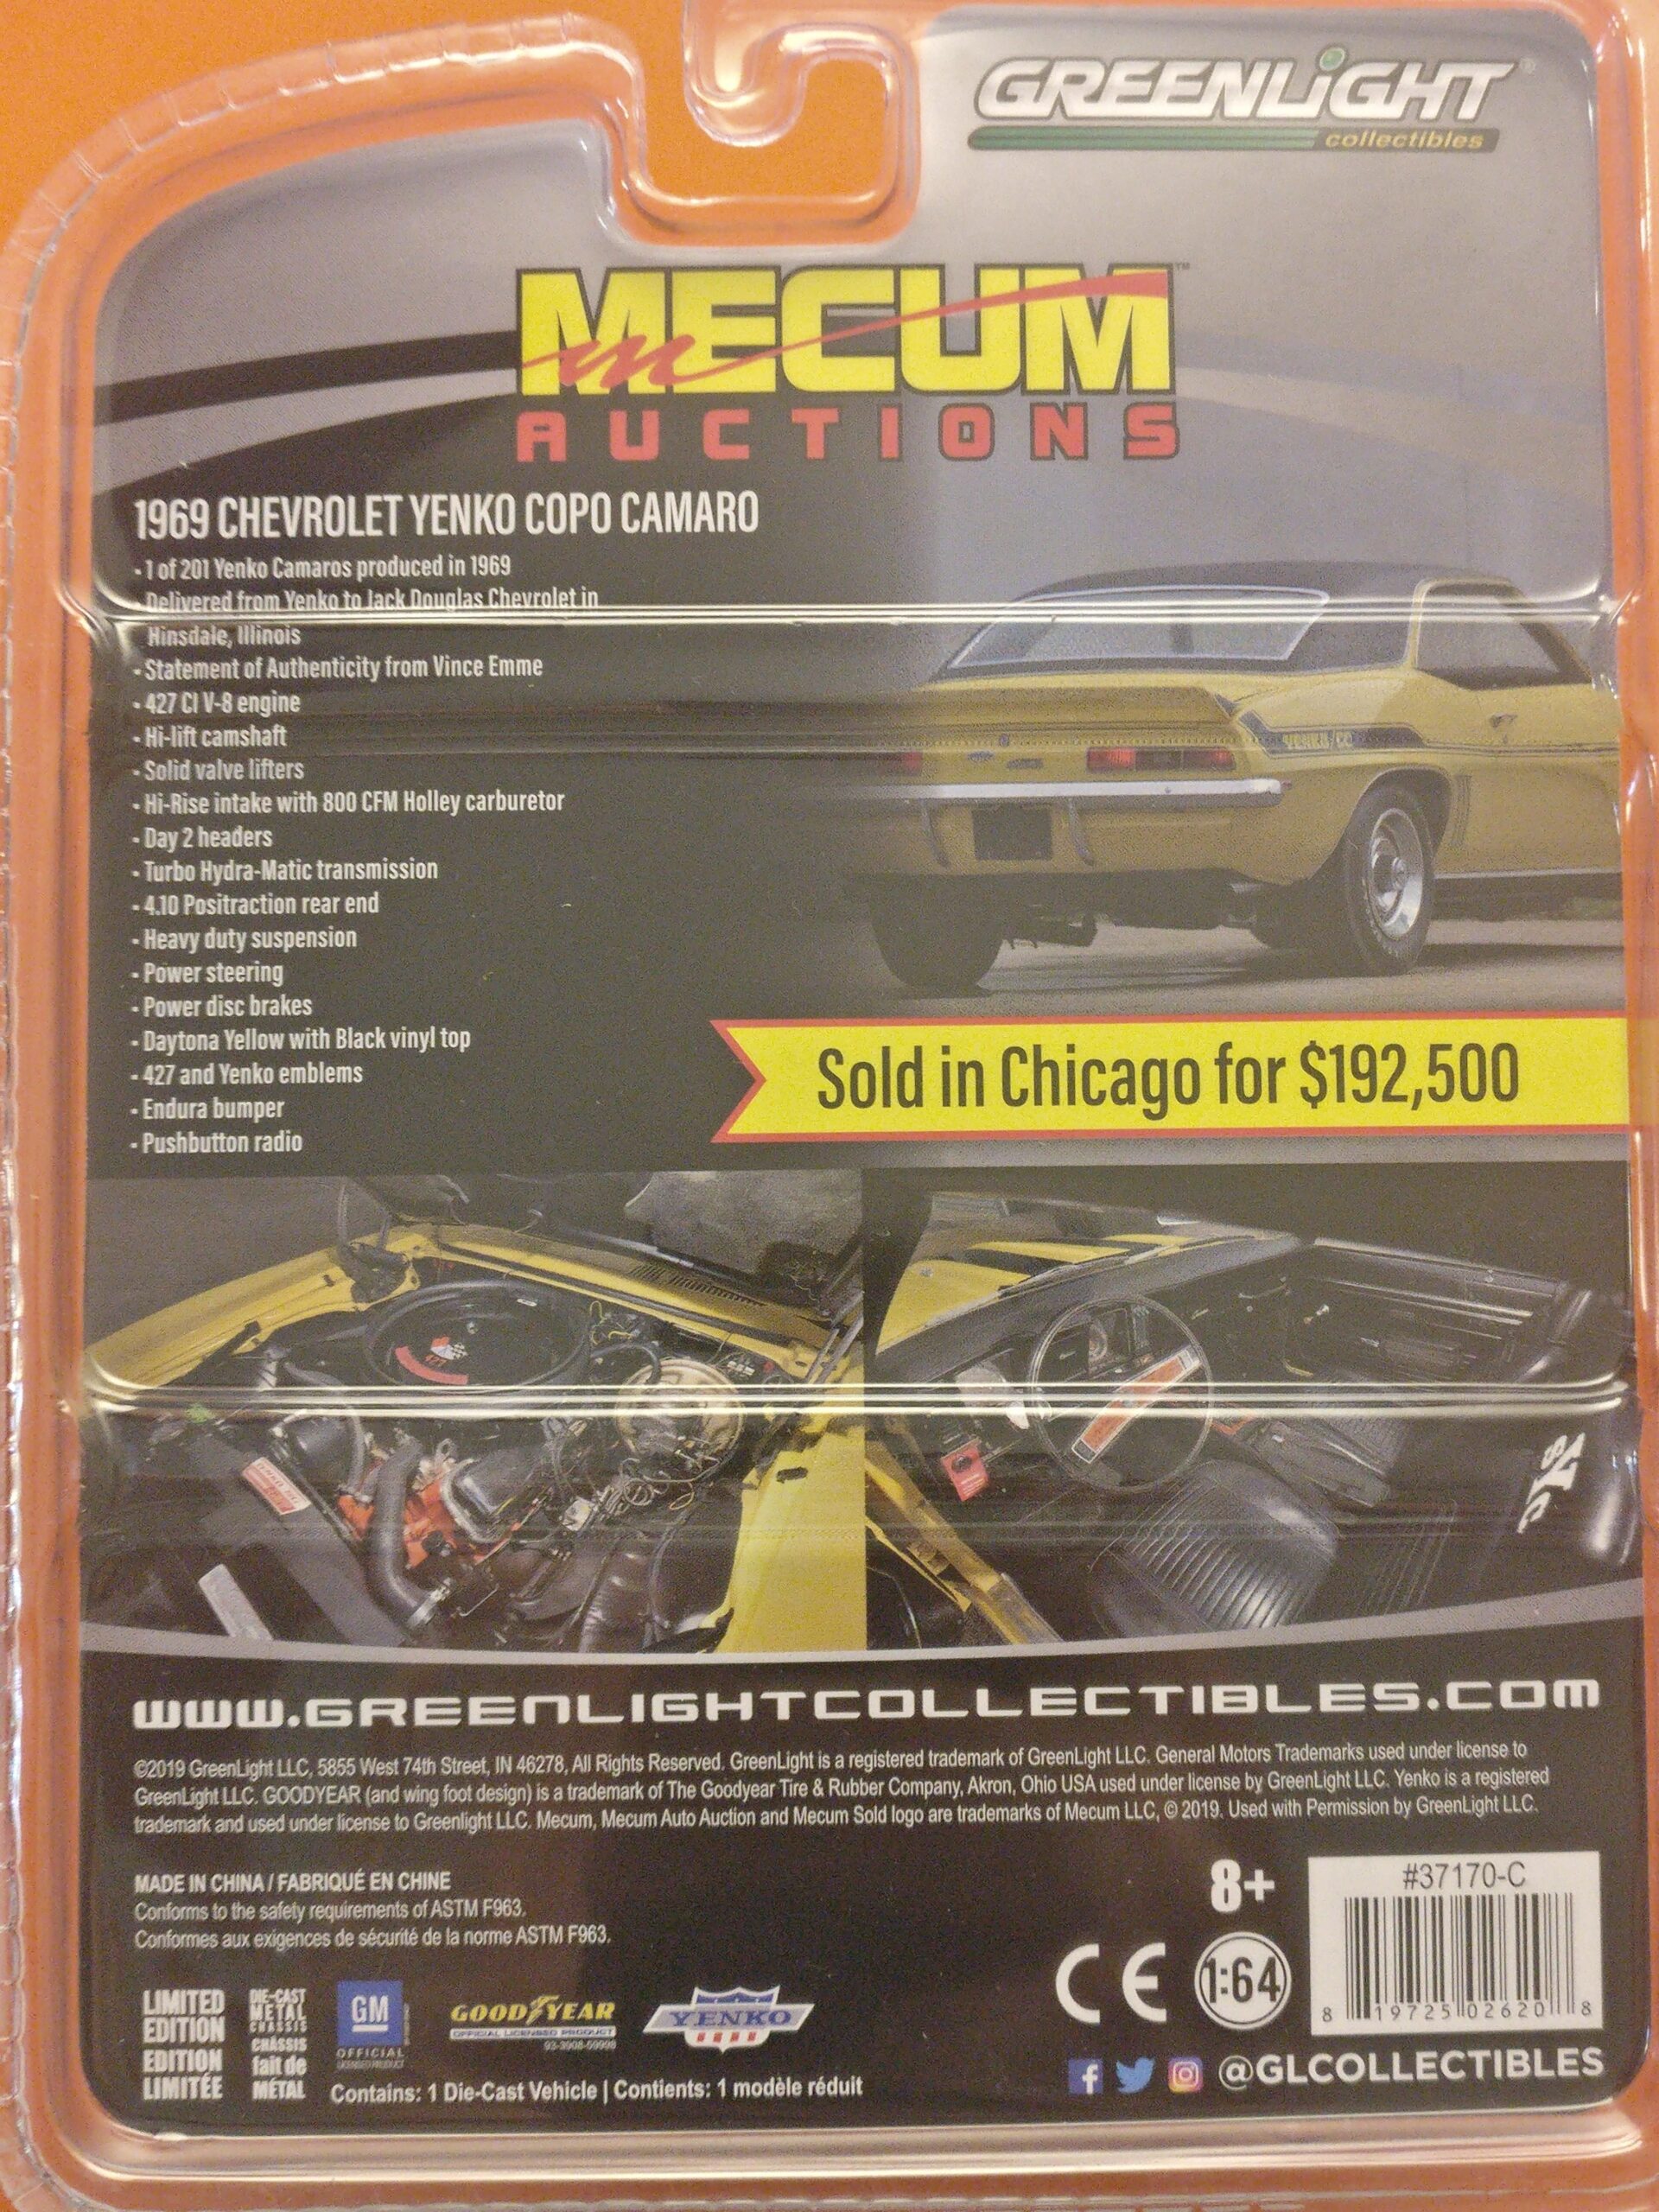 GREENLiGHT
collectibles
MECUM™
AUCTIONS
1969 CHEVROLET YENKO COPO CAMARO
• 1 of 201 Yenko Camaros produced in 1969
• Delivered from Yenko to Jack Douglas Chevrolet in
Hinsdale, Illinois
• Statement of Authenticity from Vince Emme
• 427 CI V-8 engine
• Hi-lift camshaft
• Solid valve lifters
• Hi-Rise intake with 800 CFM Holley carburetor
• Day 2 headers
• Turbo Hydra-Matic transmission
• 4.10 Positraction rear end
• Heavy duty suspension
• Power steering
• Power disc brakes
• Daytona Yellow with Black vinyl top
• 427 and Yenko emblems
• Endura bumper
• Pushbutton radio
YENKO/SC
Sold in Chicago for $192,500
427
sYc
www.GREENLIGHTCOLLECTIBLES.COM
©2019 GreenLight LLC, 5855 West 74th Street, IN 46278, All Rights Reserved. GreenLight is a registered trademark of GreenLight LLC. General Motors Trademarks used under license to
GreenLight LLC. GOODYEAR (and wing foot design) is a trademark of The Goodyear Tire & Rubber Company, Akron, Ohio USA used under license by GreenLight LLC. Yenko is a registered
trademark and used under license to Greenlight LLC. Mecum, Mecum Auto Auction and Mecum Sold logo are trademarks of Mecum LLC, © 2019. Used with Permission by GreenLight LLC.
MADE IN CHINA / FABRIQUÉ EN CHINE
Conforms to the safety requirements of ASTM F963.
Conformes aux exigences de sécurité de la norme ASTM F963.
8+
#37170-C
CE
1:64
8 19725 02620 8
LIMITED
EDITION
EDITION
LIMITÉE
DIE-CAST
METAL
CHASSIS
CHÂSSIS
fait de
MÉTAL
GM
OFFICIAL
LICENSED PRODUCT
GOODYEAR
OFFICIAL LICENSED PRODUCT
YENKO
Contains: 1 Die-Cast Vehicle | Contient: 1 modèle réduit
@GLCOLLECTIBLES